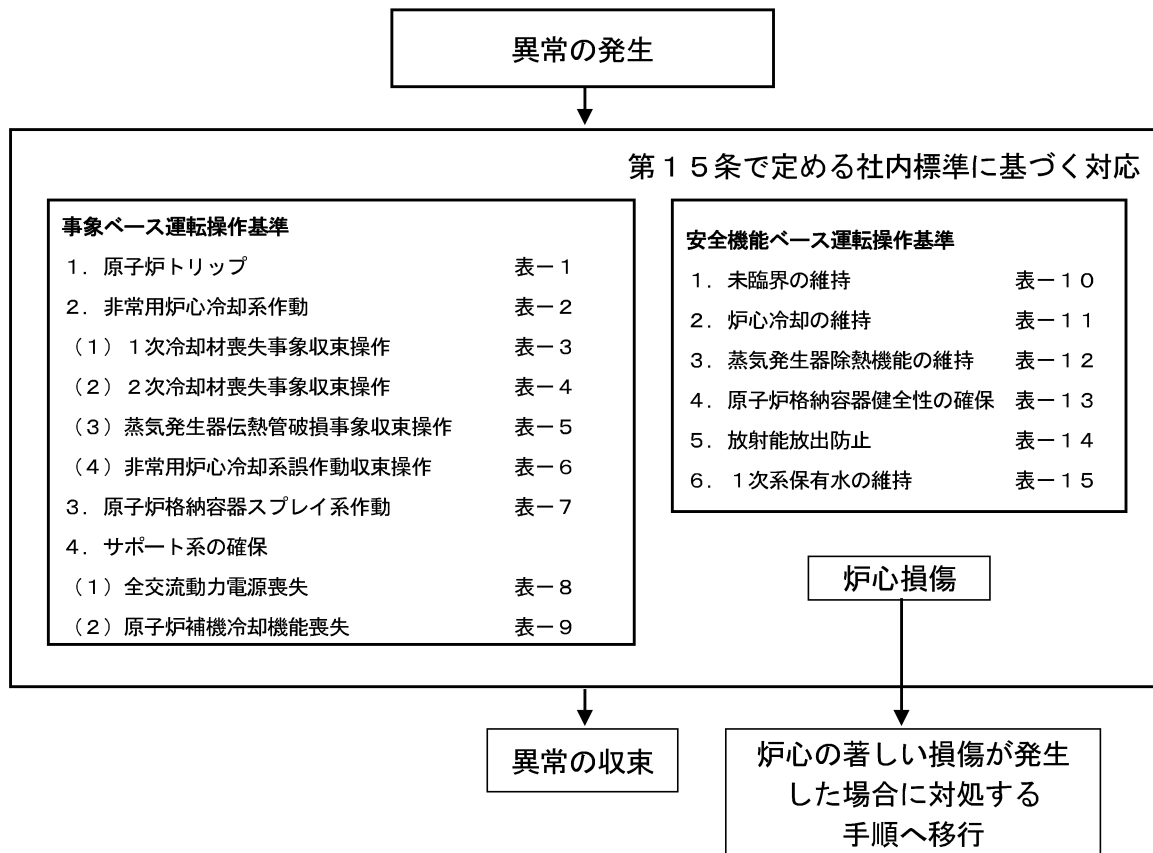 異常の発生
第１５条で定める社内標準に基づく対応
事象ベース運転操作基準
１．原子炉トリップ 表－１
２．非常用炉心冷却系作動 表－２
（１）１次冷却材喪失事象収束操作 表－３
（２）２次冷却材喪失事象収束操作 表－４
（３）蒸気発生器伝熱管破損事象収束操作 表－５
（４）非常用炉心冷却系誤作動収束操作 表－６
３．原子炉格納容器スプレイ系作動 表－７
４．サポート系の確保
（１）全交流動力電源喪失 表－８
（２）原子炉補機冷却機能喪失 表－９
安全機能ベース運転操作基準
１．未臨界の維持 表－１０
２．炉心冷却の維持 表－１１
３．蒸気発生器除熱機能の維持 表－１２
４．原子炉格納容器健全性の確保 表－１３
５．放射能放出防止 表－１４
６．１次系保有水の維持 表－１５
炉心損傷
異常の収束
炉心の著しい損傷が発生
した場合に対処する
手順へ移行